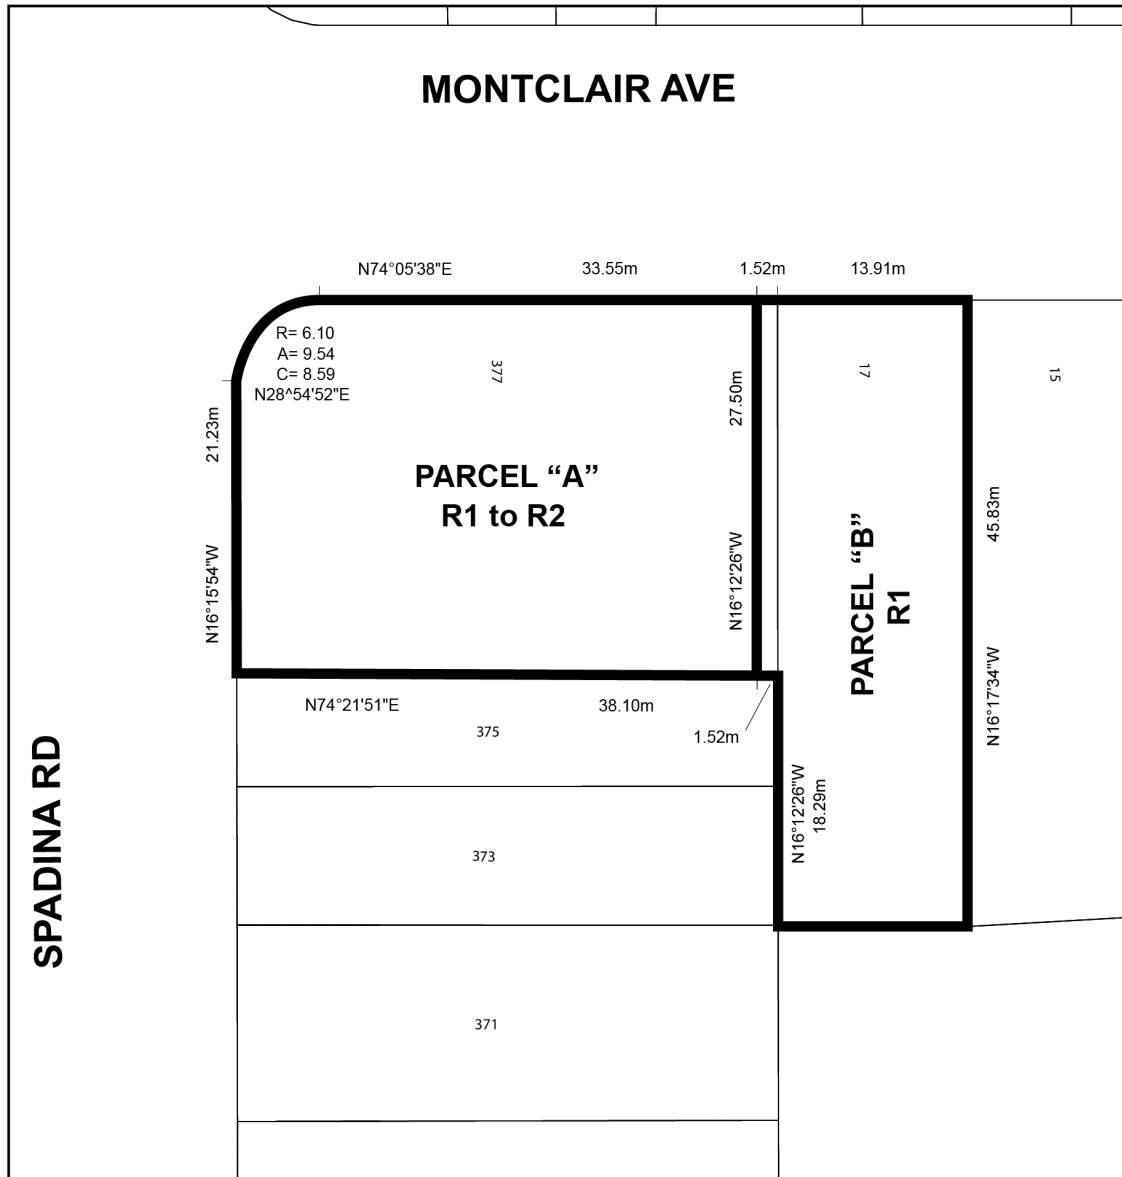 MONTCLAIR AVE
N74°05'38"E
33.55m
1.52m
13.91m
R= 6.10
A= 9.54
C= 8.59
N28^54'52"E
377
17
15
21.23m
27.50m
PARCEL “A”
R1 to R2
45.83m
N16°15'54"W
N16°12'26"W
PARCEL “B”
R1
N16°17'34"W
N74°21'51"E
38.10m
375
1.52m
N16°12'26"W
18.29m
SPADINA RD
373
371